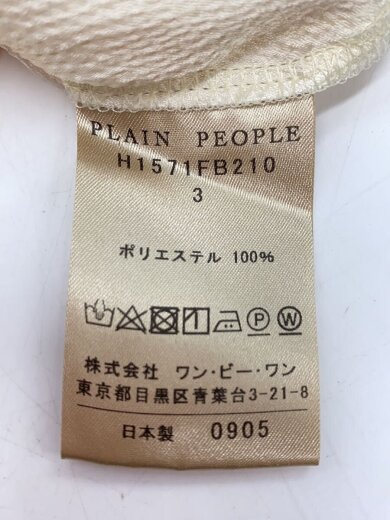 PLAIN PEOPLE
H1571FB210
3
ポリエステル 100%
P W
株式会社 ワン・ビー・ワン
東京都目黒区青葉台3-21-8
日本製 0905